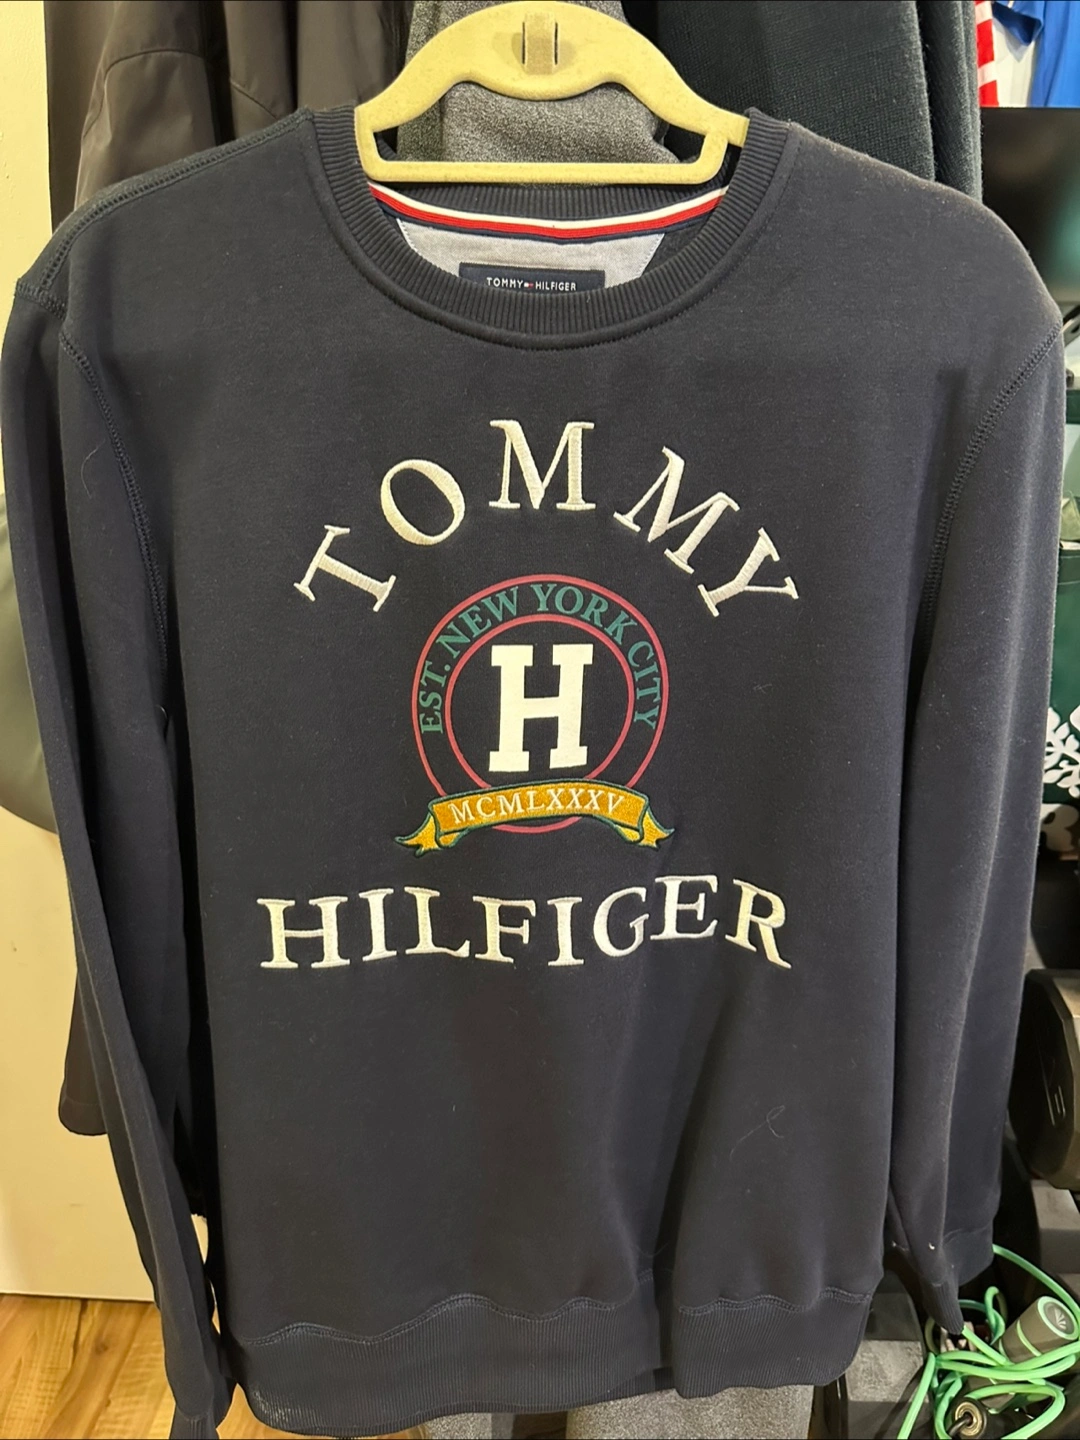 TOMMY HILFIGER
TOMMY
EST. NEW YORK CITY
H
MCMLXXXV
HILFIGER